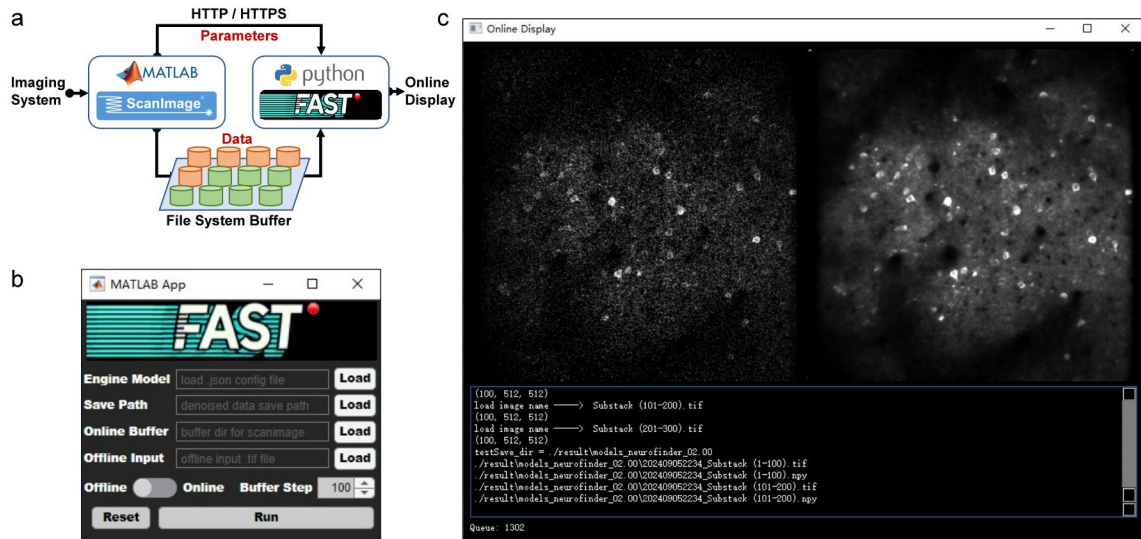 a
HTTP / HTTPS
Parameters
Imaging
System
MATLAB
ScanImage
python
FAST
Online
Display
Data
File System Buffer
b
MATLAB App
FAST
Engine Model load .json config file Load
Save Path denoised data save path Load
Online Buffer buffer dir for scanimage Load
Offline Input offline input .tif file Load
Offline Online Buffer Step 100
Reset Run
c
Online Display
(100, 512, 512)
load image name ———> Substack (101-200).tif
(100, 512, 512)
load image name ———> Substack (201-300).tif
(100, 512, 512)
testSave_dir = ./result\models_neurofinder_02.00
./result\models_neurofinder_02.00\202409052234_Substack (1-100).tif
./result\models_neurofinder_02.00\202409052234_Substack (1-100).npy
./result\models_neurofinder_02.00\202409052234_Substack (101-200).tif
./result\models_neurofinder_02.00\202409052234_Substack (101-200).npy
Queue: 1302